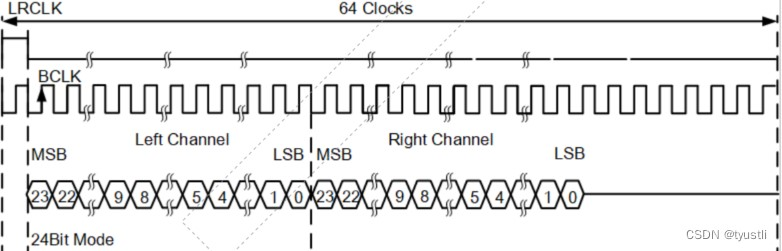 LRCLK
64 Clocks
BCLK
Left Channel
Right Channel
MSB
LSB
MSB
LSB
23 22 9 8 5 4 1 0 23 22 9 8 5 4 1 0
24Bit Mode
CSDN @tyustli